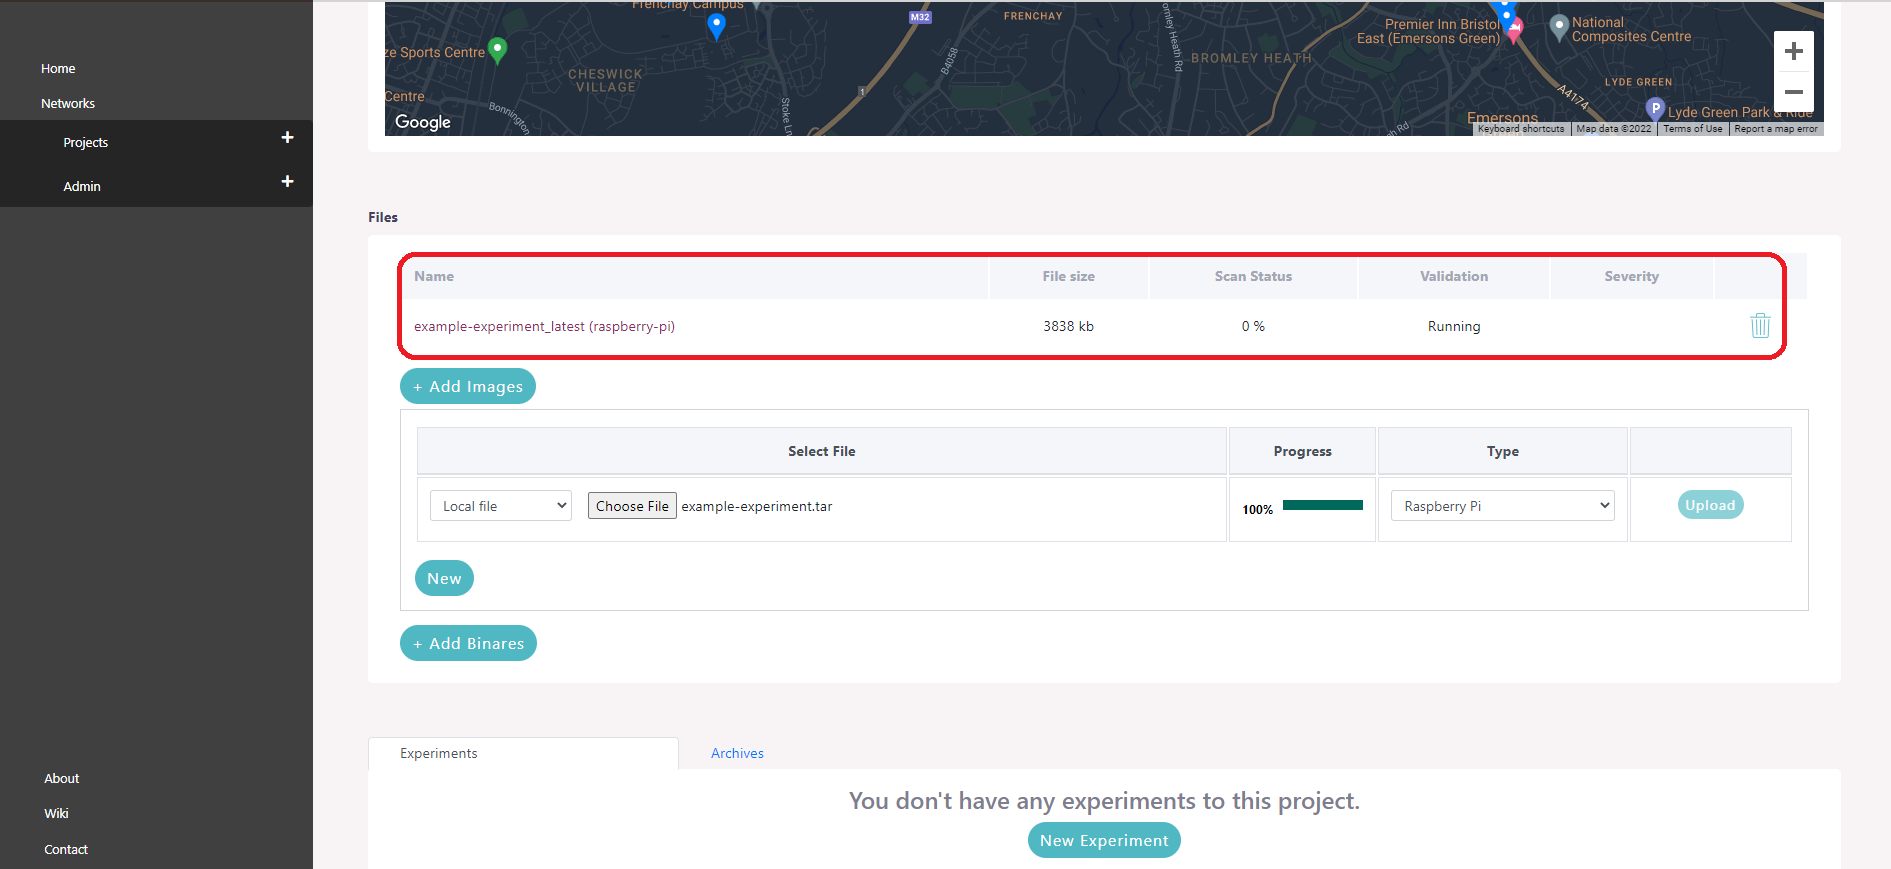 Home
Networks
Projects +
Admin +
About
Wiki
Contact
Frenchay Campus
M32
FRENCHAY
ze Sports Centre
CHESWICK
VILLAGE
Centre
Bonnington
Stoke Ln
B4058
1
BROMLEY HEATH
Premier Inn Bristol
East (Emersons Green)
National
Composites Centre
LYDE GREEN
A4174
P
Lyde Green Park & Ride
Emersons
Google
Keyboard shortcuts Map data ©2022 Terms of Use Report a map error
Files
Name File size Scan Status Validation Severity
example-experiment_latest (raspberry-pi) 3838 kb 0 % Running
+ Add Images
Select File Progress Type
Local file Choose File example-experiment.tar 100% Raspberry Pi Upload
New
+ Add Binares
Experiments Archives
You don't have any experiments to this project.
New Experiment